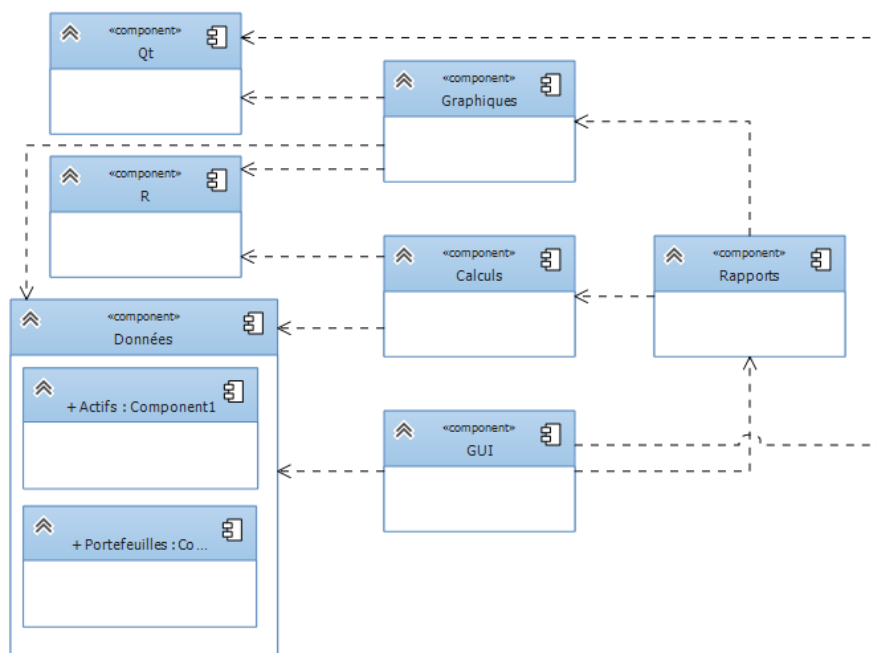 «component»
Qt
«component»
Graphiques
«component»
R
«component»
Calculs
«component»
Rapports
«component»
Données
+ Actifs : Component1
«component»
GUI
+ Portefeuilles : Co ...